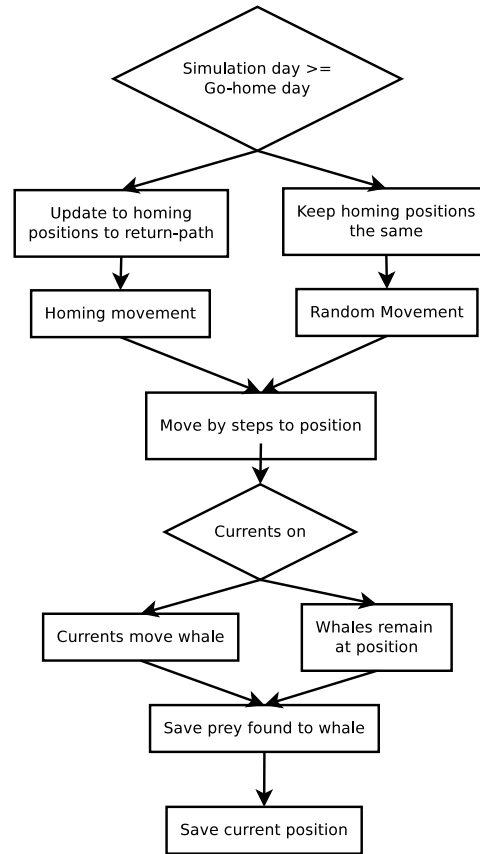 Simulation day >=
Go-home day
Update to homing
positions to return-path
Keep homing positions
the same
Homing movement
Random Movement
Move by steps to position
Currents on
Currents move whale
Whales remain
at position
Save prey found to whale
Save current position